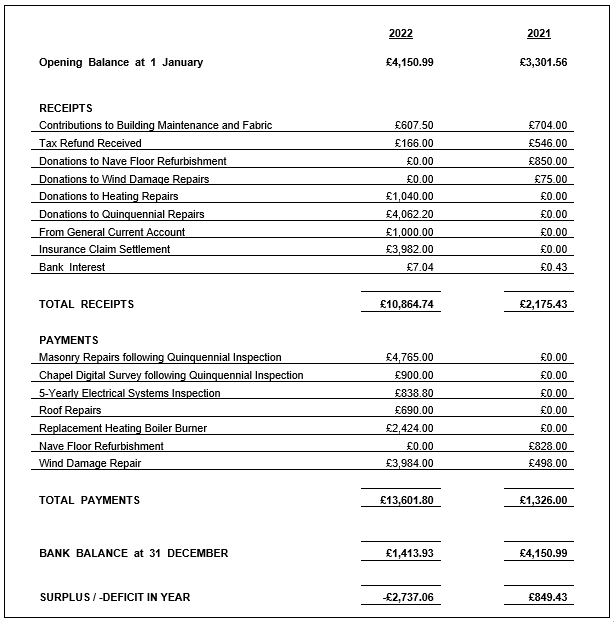 2022 2021
Opening Balance at 1 January £4,150.99 £3,301.56
RECEIPTS
Contributions to Building Maintenance and Fabric £607.50 £704.00
Tax Refund Received £166.00 £546.00
Donations to Nave Floor Refurbishment £0.00 £850.00
Donations to Wind Damage Repairs £0.00 £75.00
Donations to Heating Repairs £1,040.00 £0.00
Donations to Quinquennial Repairs £4,062.20 £0.00
From General Current Account £1,000.00 £0.00
Insurance Claim Settlement £3,982.00 £0.00
Bank Interest £7.04 £0.43
TOTAL RECEIPTS £10,864.74 £2,175.43
PAYMENTS
Masonry Repairs following Quinquennial Inspection £4,765.00 £0.00
Chapel Digital Survey following Quinquennial Inspection £900.00 £0.00
5-Yearly Electrical Systems Inspection £838.80 £0.00
Roof Repairs £690.00 £0.00
Replacement Heating Boiler Burner £2,424.00 £0.00
Nave Floor Refurbishment £0.00 £828.00
Wind Damage Repair £3,984.00 £498.00
TOTAL PAYMENTS £13,601.80 £1,326.00
BANK BALANCE at 31 DECEMBER £1,413.93 £4,150.99
SURPLUS / -DEFICIT IN YEAR -£2,737.06 £849.43